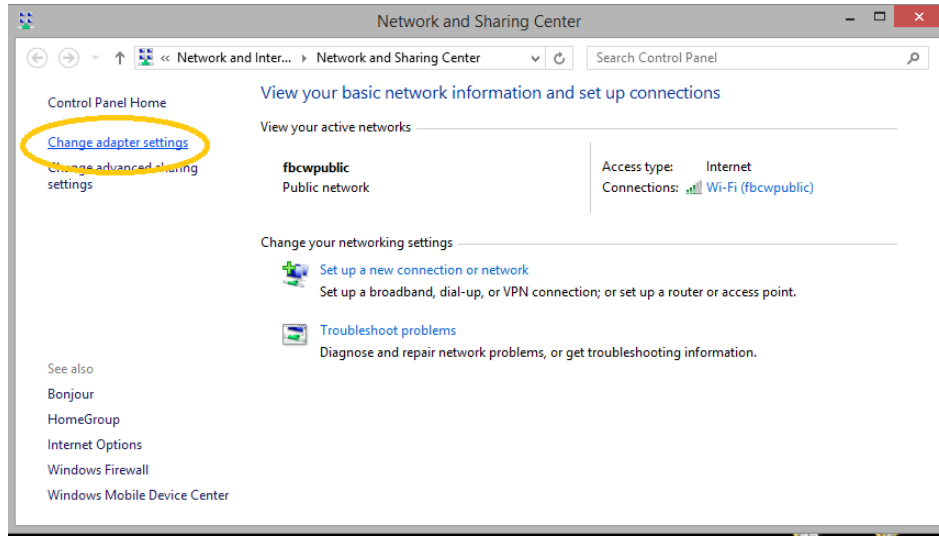 Network and Sharing Center
« Network and Inter... Network and Sharing Center
Search Control Panel
Control Panel Home
Change adapter settings
Change advanced sharing
settings
View your basic network information and set up connections
View your active networks
fbcwpublic
Public network
Access type: Internet
Connections: Wi-Fi (fbcwpublic)
Change your networking settings
Set up a new connection or network
Set up a broadband, dial-up, or VPN connection; or set up a router or access point.
Troubleshoot problems
Diagnose and repair network problems, or get troubleshooting information.
See also
Bonjour
HomeGroup
Internet Options
Windows Firewall
Windows Mobile Device Center